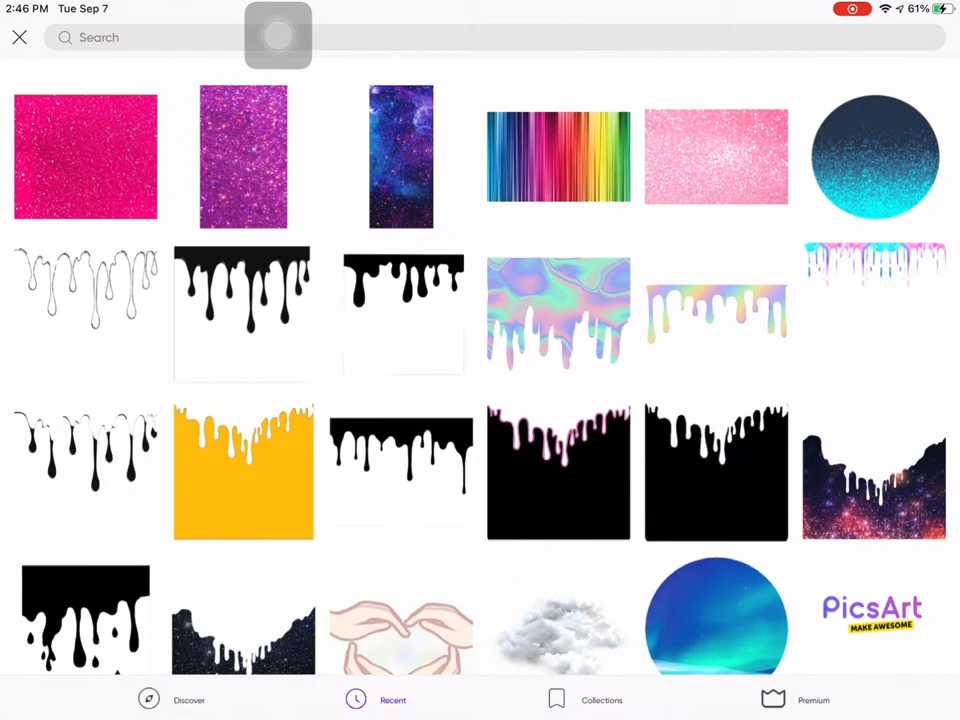 2:46 PM Tue Sep 7
61%
Search
PicsArt
MAKE AWESOME
Discover
Recent
Collections
Premium